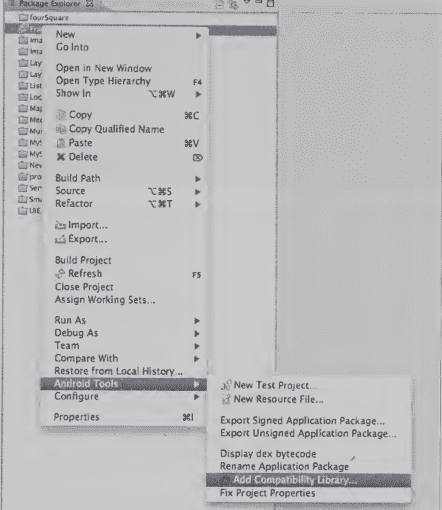 Package Explorer
fourSquare
New
Go Into
Open in New Window
Open Type Hierarchy F4
Show In ⌥⌘W
Copy ⌘C
Copy Qualified Name
Paste ⌘V
Delete ⌦
Build Path
Source ⌥⌘S
Refactor ⌥⌘T
Import...
Export...
Build Project
Refresh F5
Close Project
Assign Working Sets...
Run As
Debug As
Team
Compare With
Restore from Local History...
Android Tools
Configure
Properties ⌘I
New Test Project...
New Resource File...
Export Signed Application Package...
Export Unsigned Application Package...
Display dex bytecode
Rename Application Package
Add Compatibility Library...
Fix Project Properties